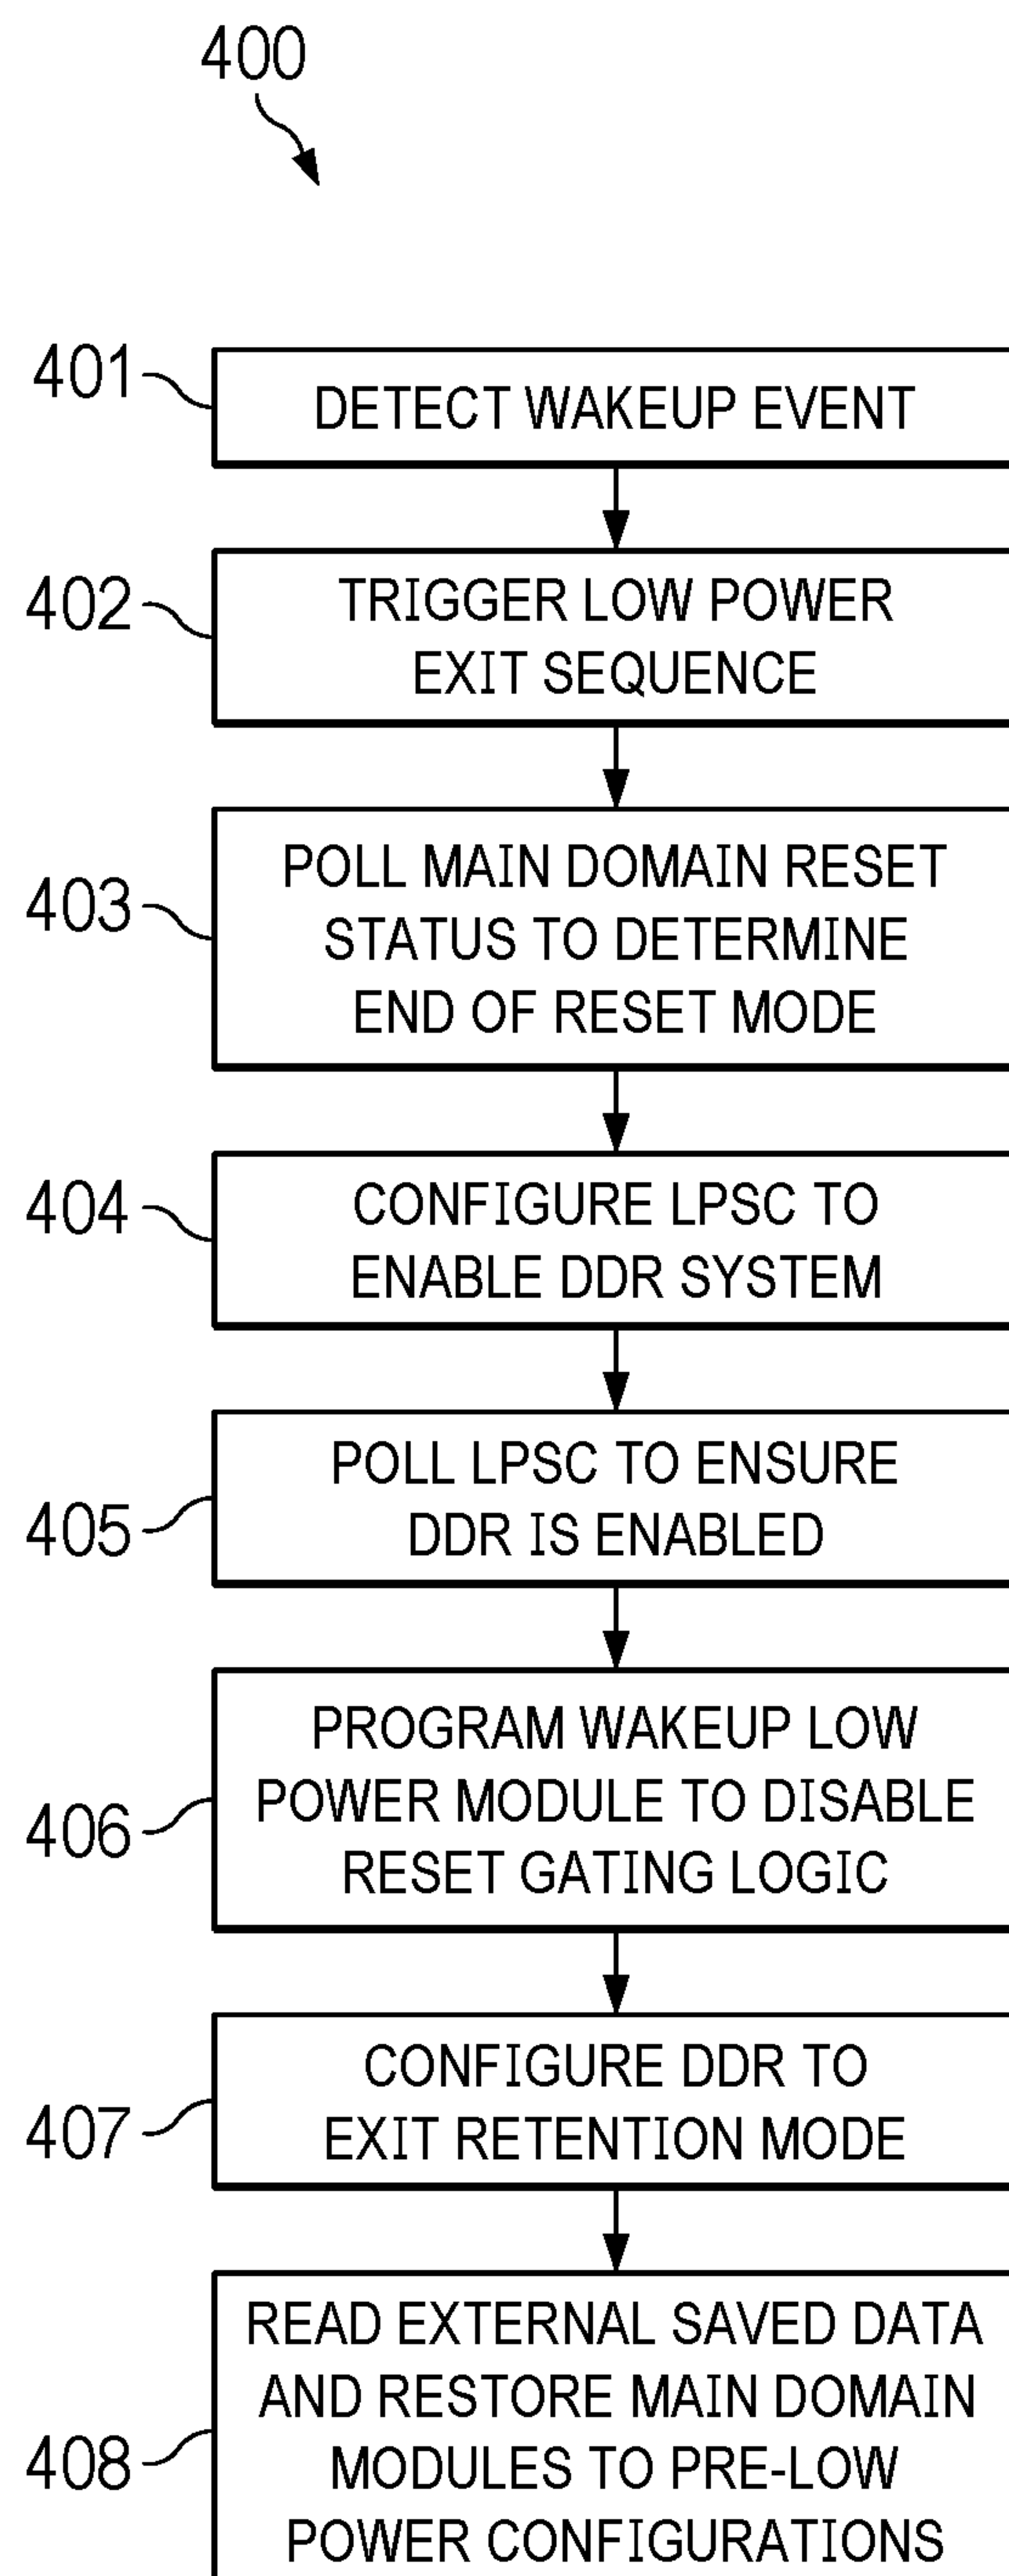 400
401
DETECT WAKEUP EVENT
402
TRIGGER LOW POWER
EXIT SEQUENCE
403
POLL MAIN DOMAIN RESET
STATUS TO DETERMINE
END OF RESET MODE
404
CONFIGURE LPSC TO
ENABLE DDR SYSTEM
405
POLL LPSC TO ENSURE
DDR IS ENABLED
406
PROGRAM WAKEUP LOW
POWER MODULE TO DISABLE
RESET GATING LOGIC
407
CONFIGURE DDR TO
EXIT RETENTION MODE
408
READ EXTERNAL SAVED DATA
AND RESTORE MAIN DOMAIN
MODULES TO PRE-LOW
POWER CONFIGURATIONS